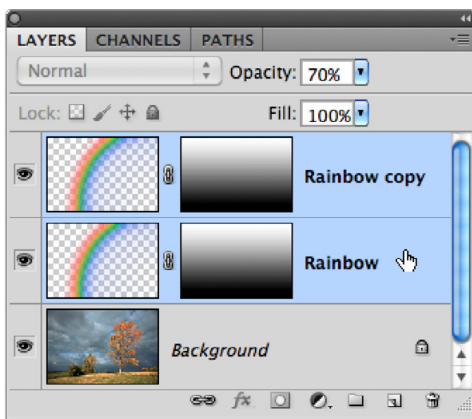 LAYERS CHANNELS PATHS
Normal Opacity: 70%
Lock: Fill: 100%
Rainbow copy
Rainbow
Background
fx